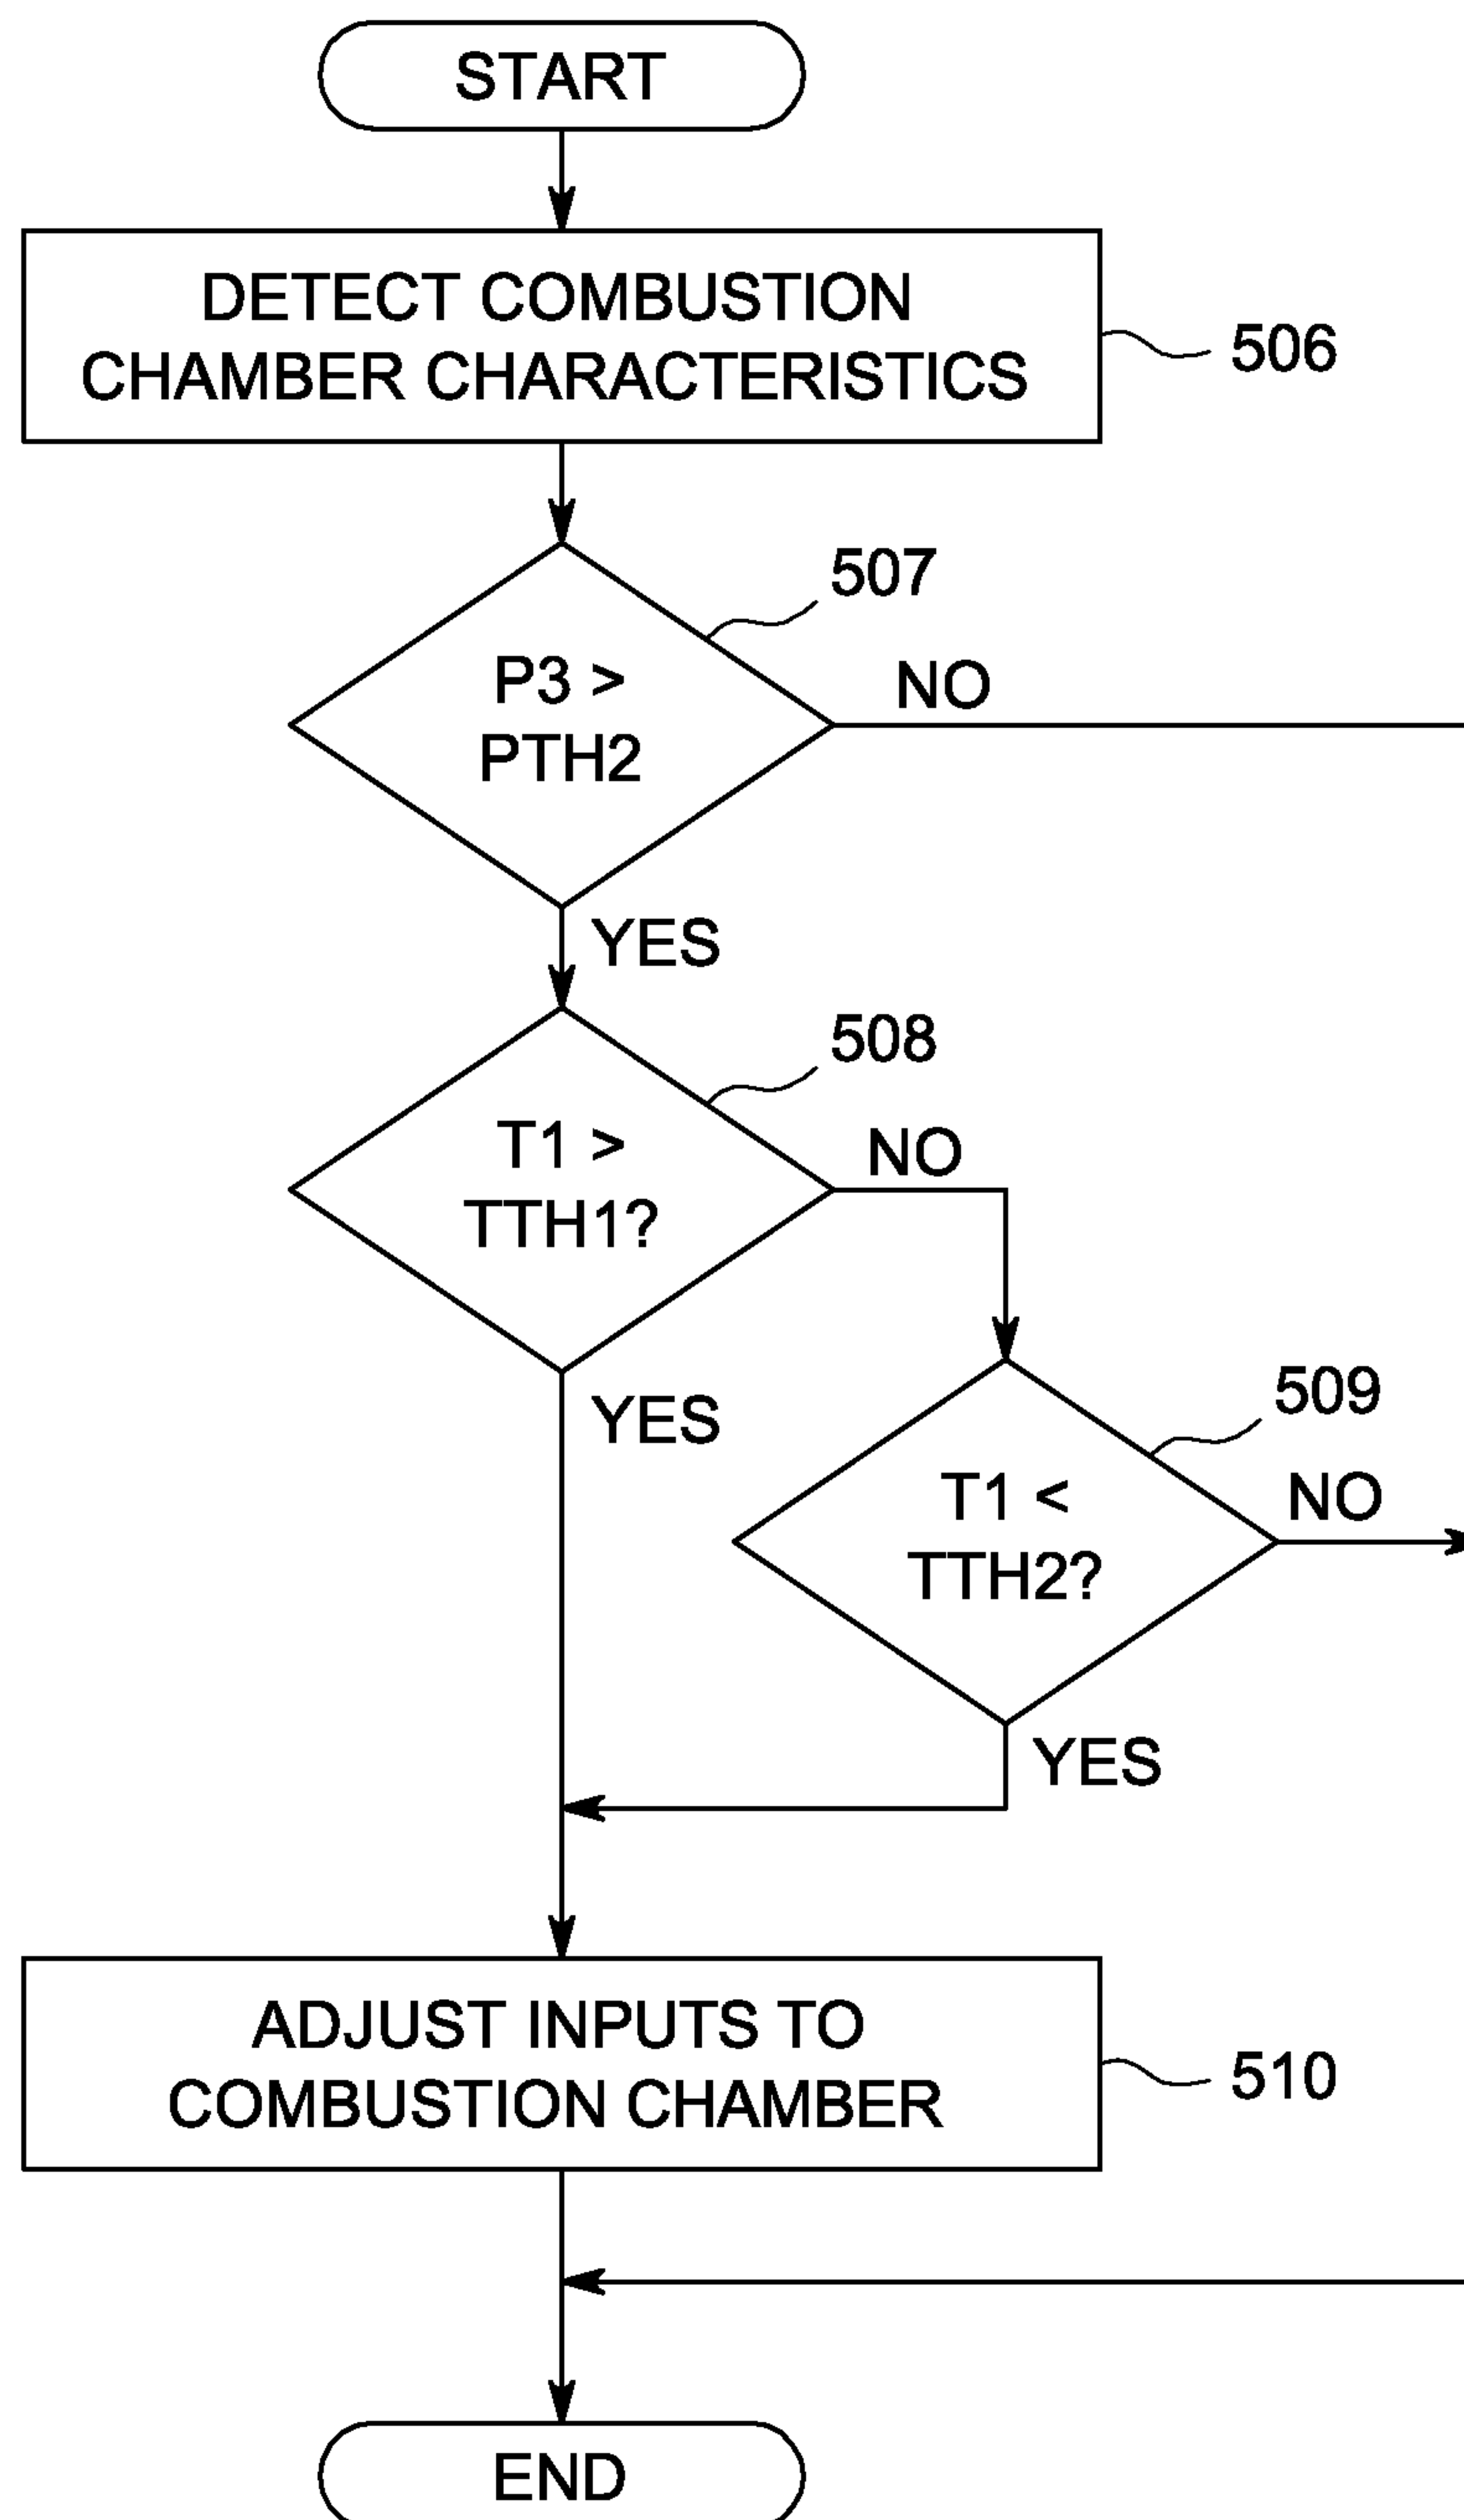 START
DETECT COMBUSTION
CHAMBER CHARACTERISTICS
506
507
P3 >
PTH2
NO
YES
508
T1 >
TTH1?
NO
YES
509
T1 <
TTH2?
NO
YES
ADJUST INPUTS TO
COMBUSTION CHAMBER
510
END